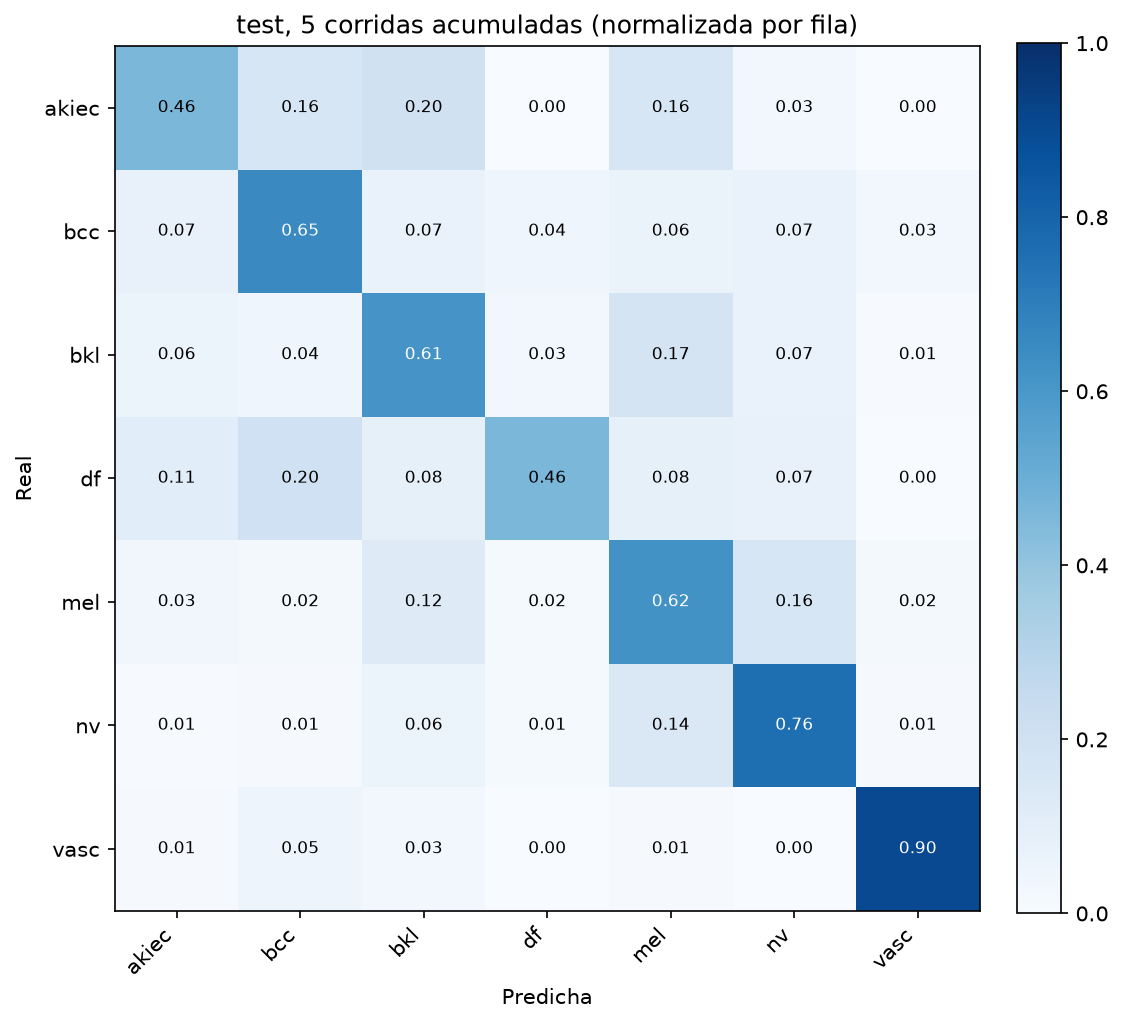 test, 5 corridas acumuladas (normalizada por fila)
akiec 0.46 0.16 0.20 0.00 0.16 0.03 0.00
bcc 0.07 0.65 0.07 0.04 0.06 0.07 0.03
bkl 0.06 0.04 0.61 0.03 0.17 0.07 0.01
df 0.11 0.20 0.08 0.46 0.08 0.07 0.00
mel 0.03 0.02 0.12 0.02 0.62 0.16 0.02
nv 0.01 0.01 0.06 0.01 0.14 0.76 0.01
vasc 0.01 0.05 0.03 0.00 0.01 0.00 0.90
akiec bcc bkl df mel nv vasc
Predicha
Real
1.0
0.8
0.6
0.4
0.2
0.0